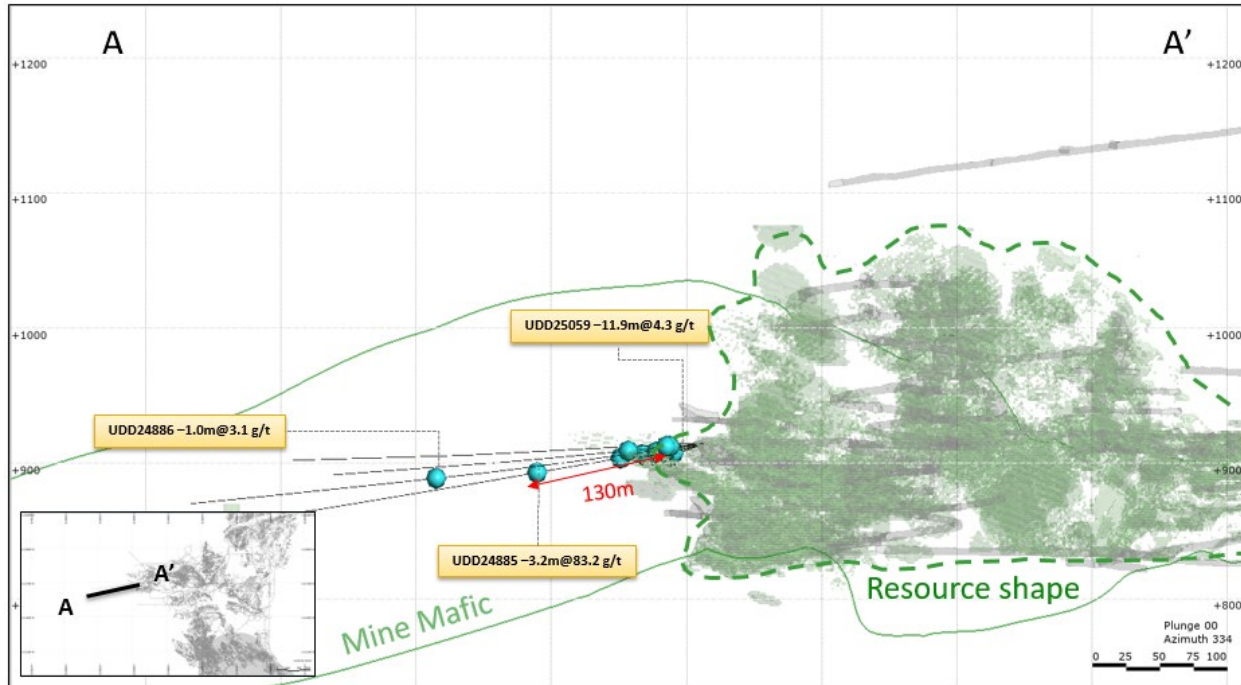 A
A'
+1200
+1200
+1100
+1100
+1000
+1000
UDD25059 –11.9m@4.3 g/t
UDD24886 –1.0m@3.1 g/t
+900
+900
130m
UDD24885 –3.2m@83.2 g/t
A'
A
+
+800
Mine Mafic
Resource shape
Plunge 00
Azimuth 334
0 25 50 75 100